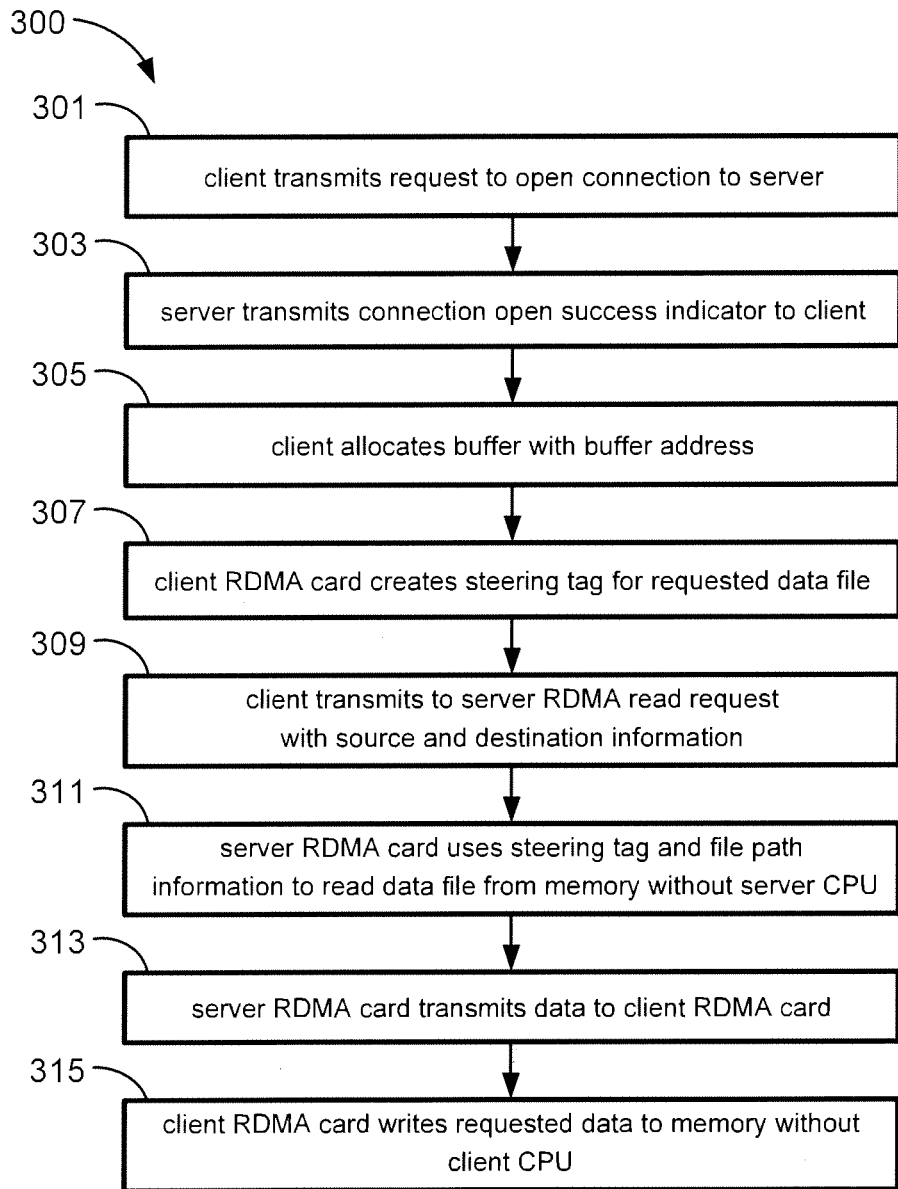 300
301
client transmits request to open connection to server
303
server transmits connection open success indicator to client
305
client allocates buffer with buffer address
307
client RDMA card creates steering tag for requested data file
309
client transmits to server RDMA read request
with source and destination information
311
server RDMA card uses steering tag and file path
information to read data file from memory without server CPU
313
server RDMA card transmits data to client RDMA card
315
client RDMA card writes requested data to memory without
client CPU